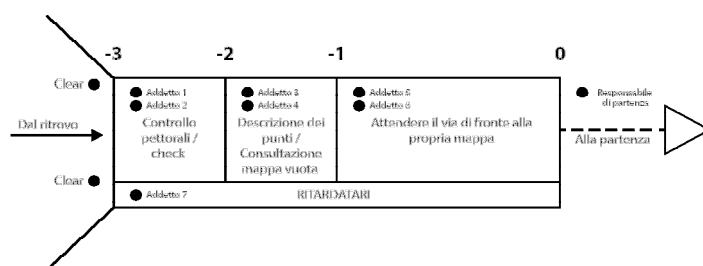 -3
-2
-1
0
Clear
Addetto 1
Addetto 2
Controllo
pettorali /
check
Addetto 3
Addetto 4
Descrizione dei
punti /
Consultazione
mappa vuota
Addetto 5
Addetto 6
Attendere il via di fronte alla
propria mappa
Responsabile
di partenza
Dal ritrovo
Alla partenza
Clear
Addetto 7
RITARDATARI